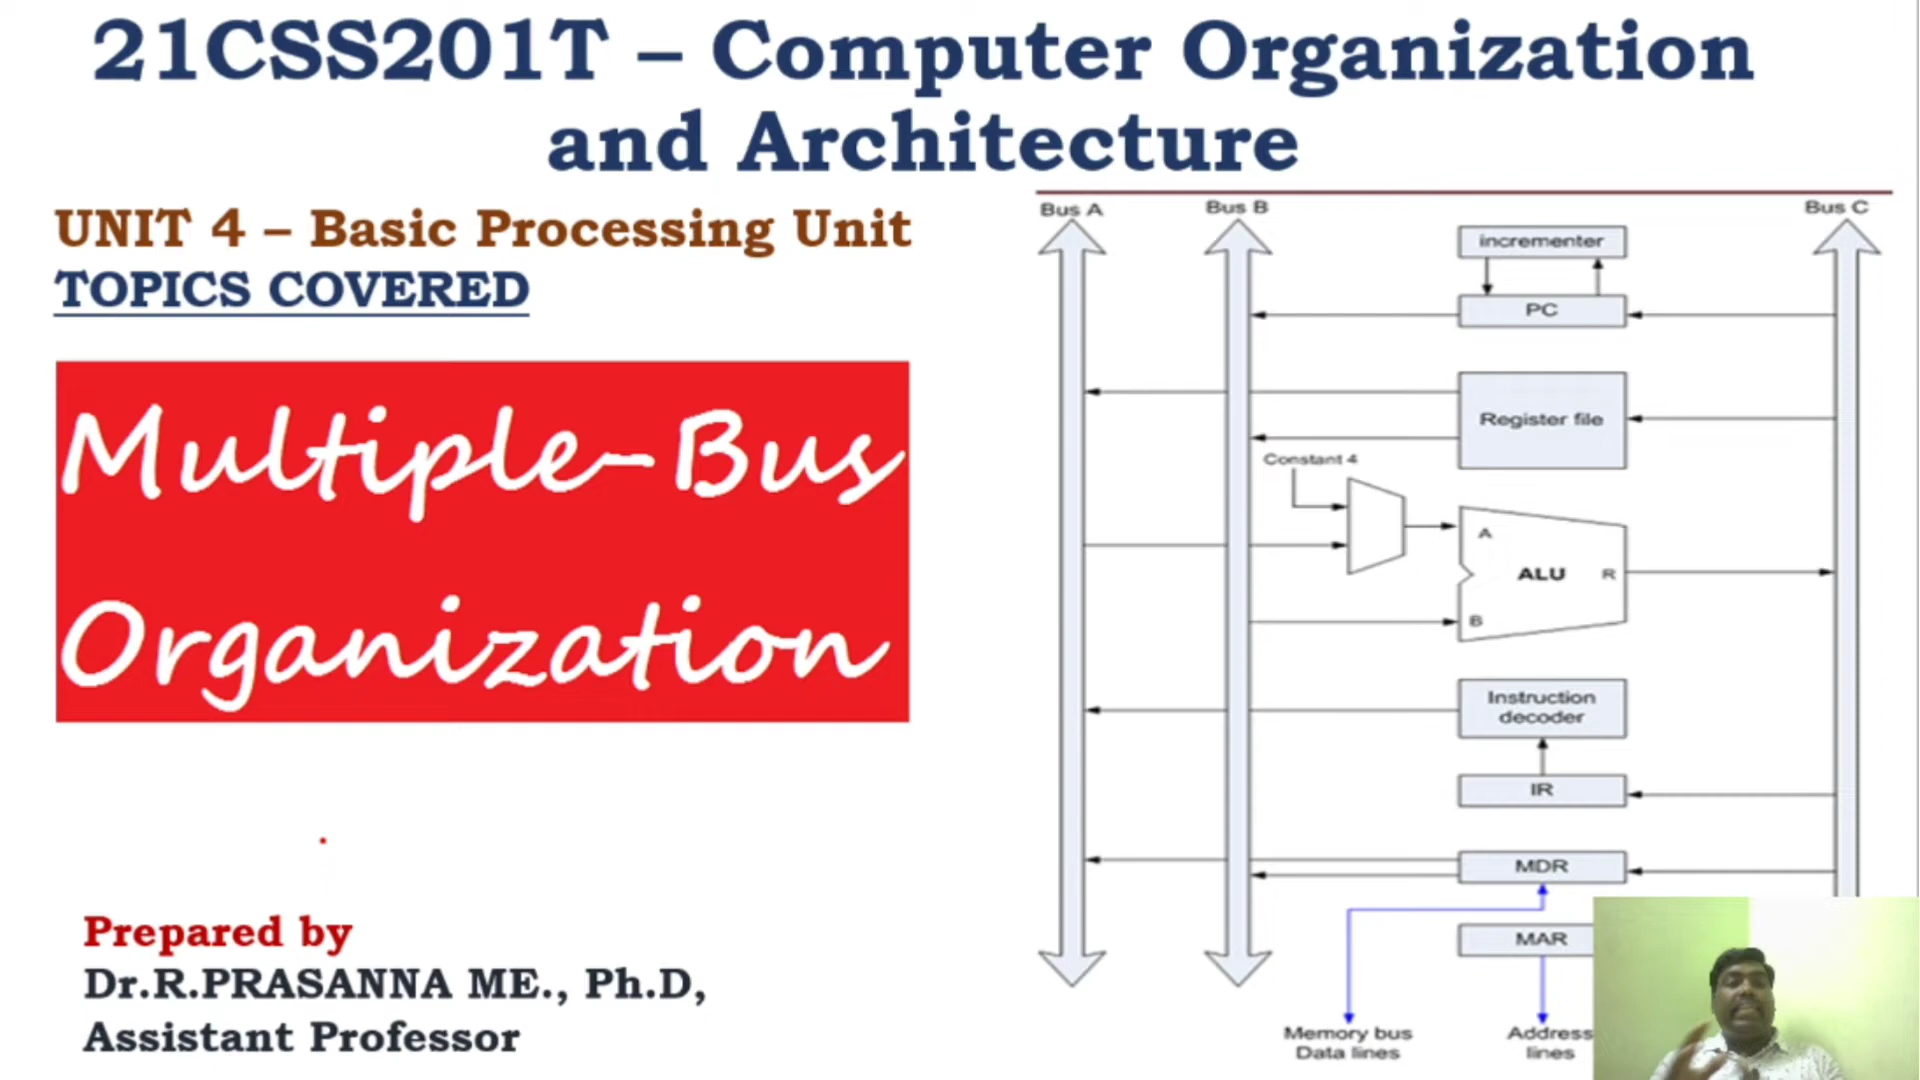 21CSS201T – Computer Organization
and Architecture
UNIT 4 – Basic Processing Unit
TOPICS COVERED
Multiple-Bus
Organization
Prepared by
Dr.R.PRASANNA ME., Ph.D,
Assistant Professor
Bus A
Bus B
Bus C
incrementer
PC
Register file
Constant 4
A
ALU
R
B
Instruction
decoder
IR
MDR
MAR
Memory bus
Data lines
Address
lines